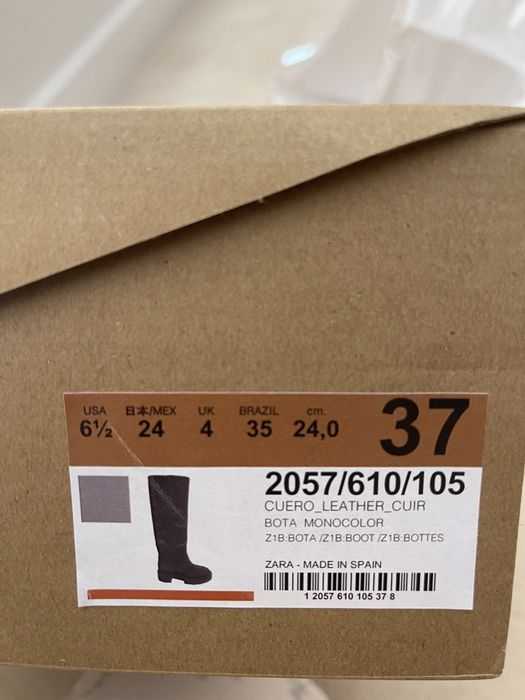 USA 日本/MEX UK BRAZIL cm. 37
6½ 24 4 35 24,0
2057/610/105
CUERO_LEATHER_CUIR
BOTA MONOCOLOR
Z1B:BOTA /Z1B:BOOT /Z1B:BOTTES
ZARA - MADE IN SPAIN
1 2057 610 105 37 8